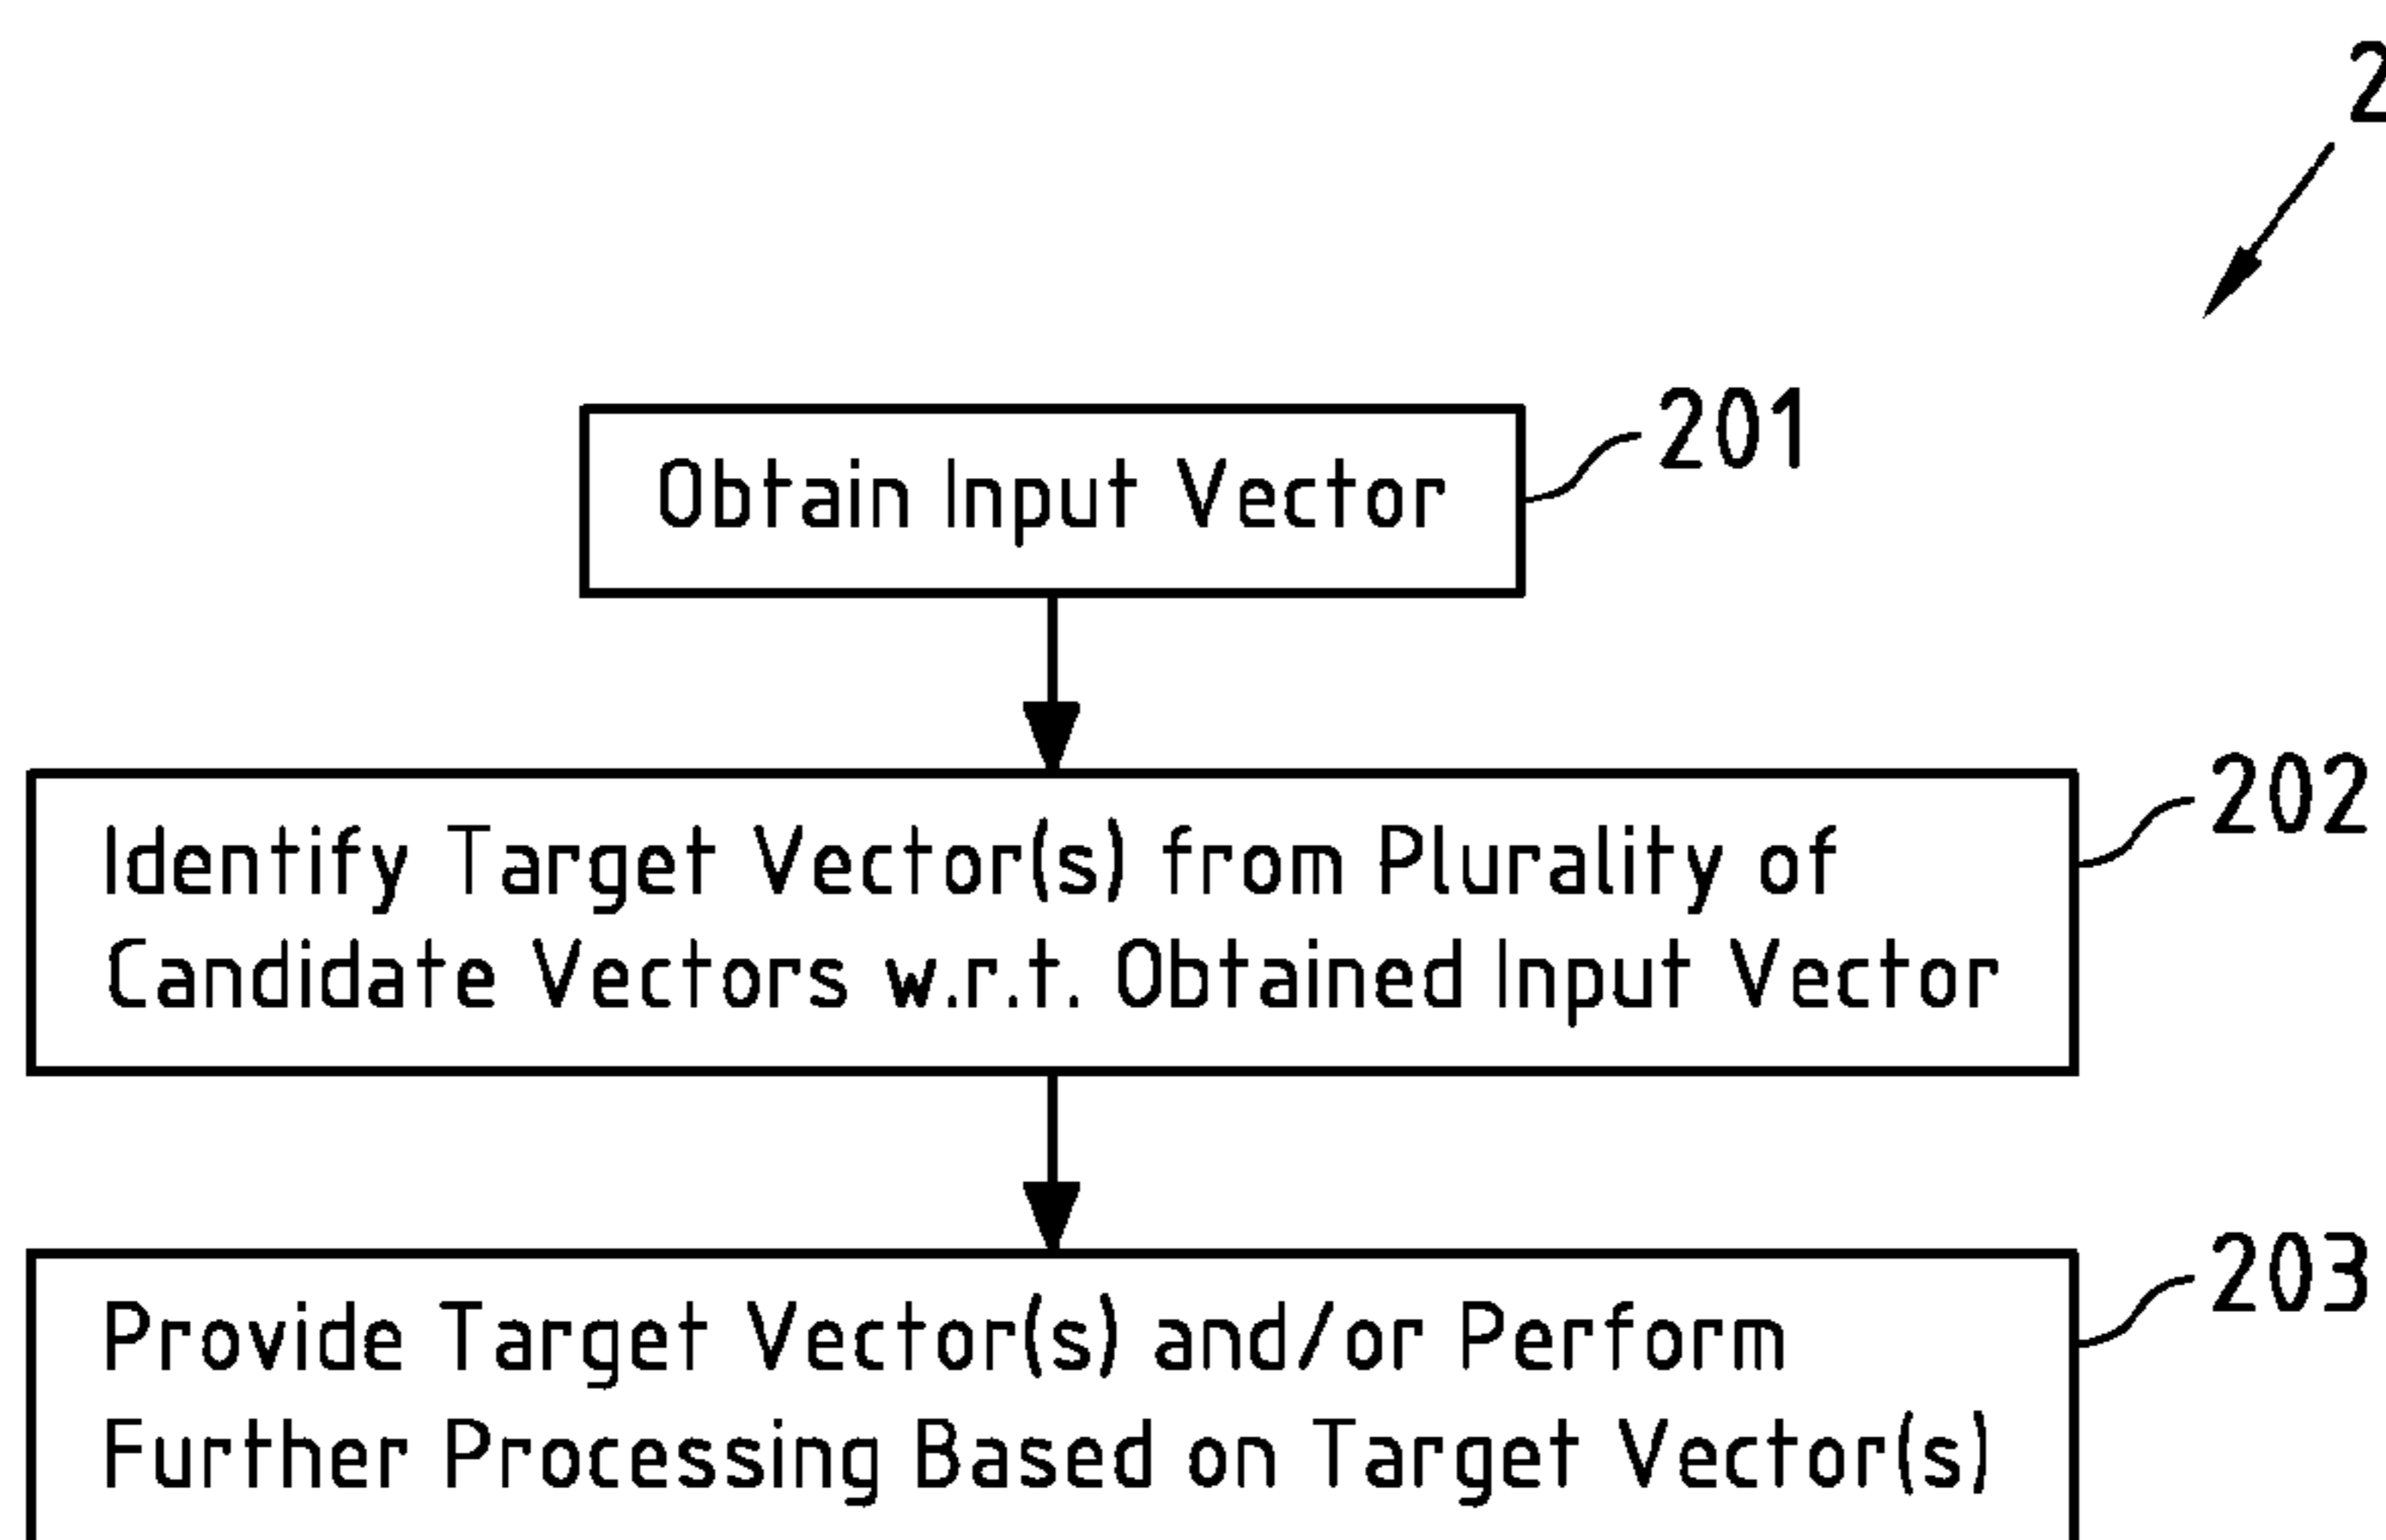 201
Obtain Input Vector
202
Identify Target Vector(s) from Plurality of
Candidate Vectors w.r.t. Obtained Input Vector
203
Provide Target Vector(s) and/or Perform
Further Processing Based on Target Vector(s)